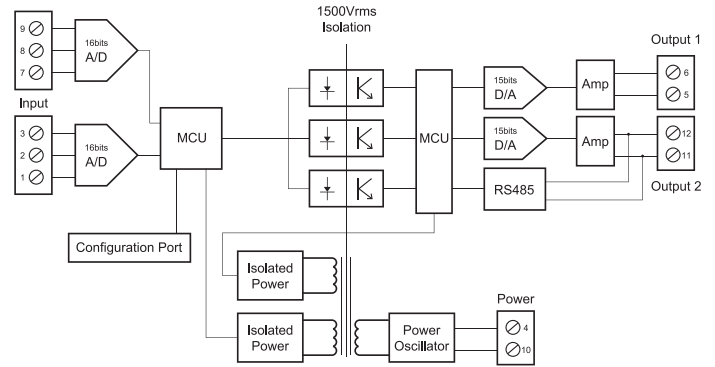 1500Vrms
Isolation
9
8
7
16bits
A/D
Input
3
2
1
16bits
A/D
MCU
Configuration Port
MCU
15bits
D/A
Amp
Output 1
6
5
15bits
D/A
Amp
12
11
Output 2
RS485
Isolated
Power
Isolated
Power
Power
Oscillator
Power
4
10